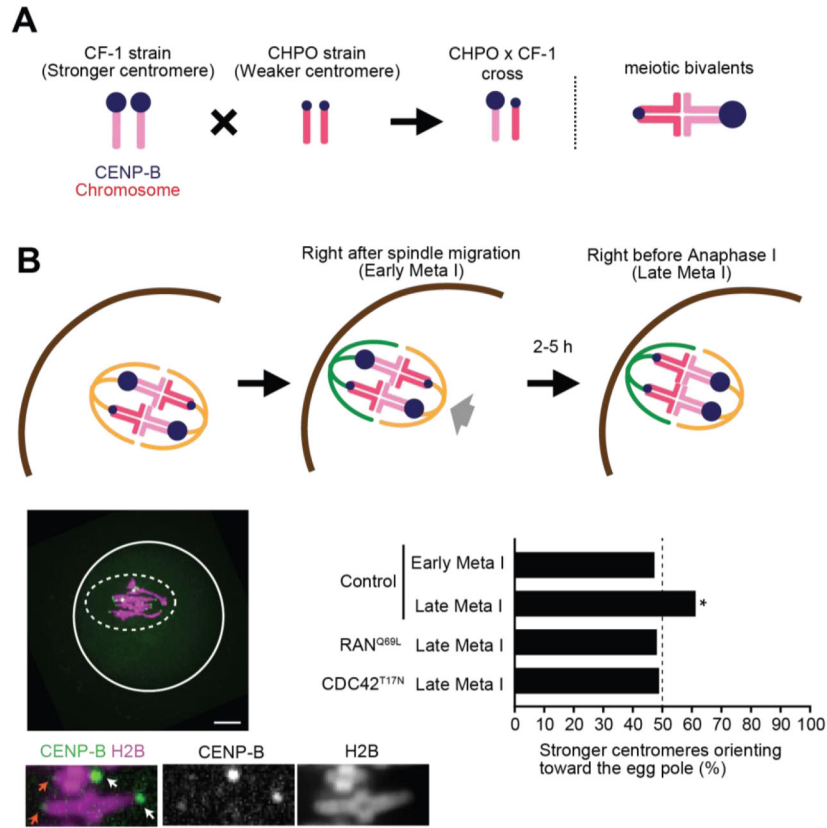 A
CF-1 strain
(Stronger centromere)
CHPO strain
(Weaker centromere)
CHPO x CF-1
cross
meiotic bivalents
CENP-B
Chromosome
B
Right after spindle migration
(Early Meta I)
Right before Anaphase I
(Late Meta I)
2-5 h
Control
Early Meta I
Late Meta I
*
RANQ69L Late Meta I
CDC42T17N Late Meta I
0 10 20 30 40 50 60 70 80 90 100
Stronger centromeres orienting
toward the egg pole (%)
CENP-B H2B
CENP-B
H2B